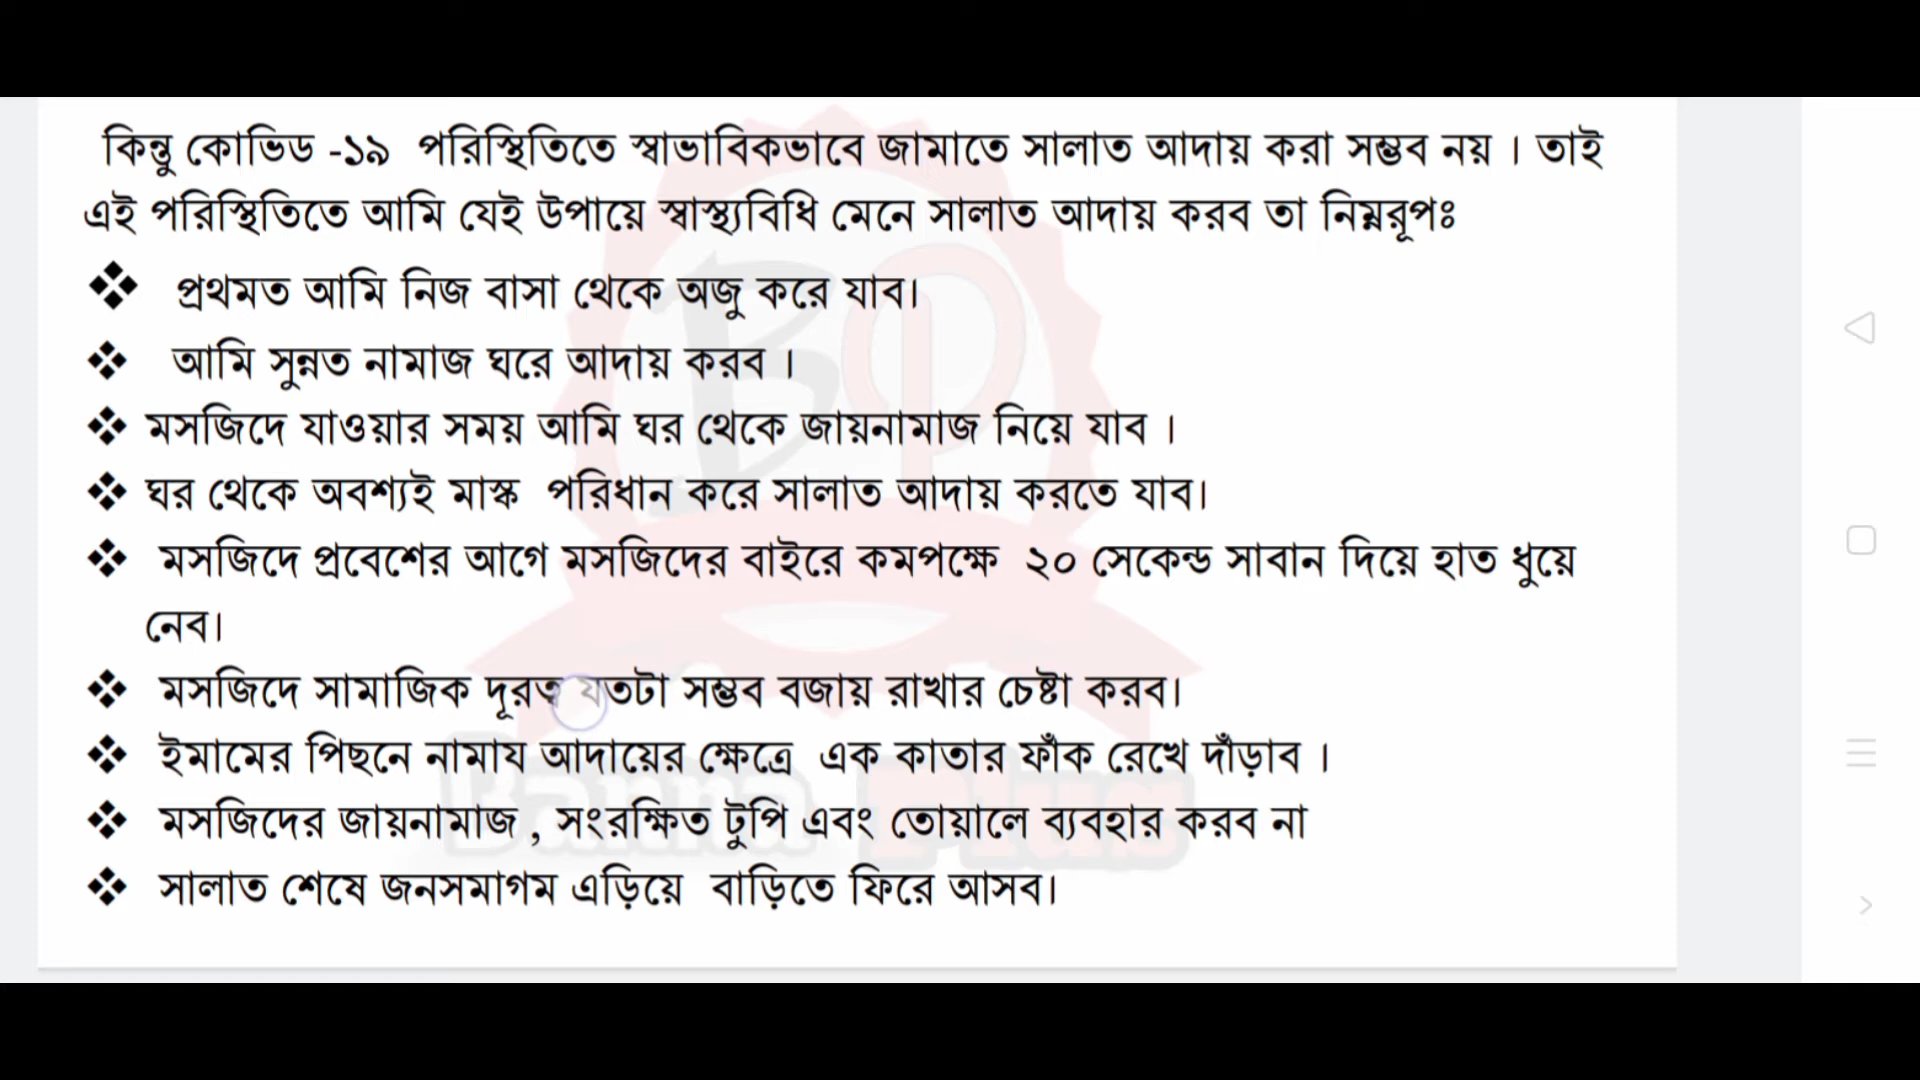 কিন্তু কোভিড -১৯ পরিস্থিতিতে স্বাভাবিকভাবে জামাতে সালাত আদায় করা সম্ভব নয় । তাই
এই পরিস্থিতিতে আমি যেই উপায়ে স্বাস্থ্যবিধি মেনে সালাত আদায় করব তা নিম্নরূপঃ
❖ প্রথমত আমি নিজ বাসা থেকে অজু করে যাব।
❖ আমি সুন্নত নামাজ ঘরে আদায় করব ।
❖ মসজিদে যাওয়ার সময় আমি ঘর থেকে জায়নামাজ নিয়ে যাব ।
❖ ঘর থেকে অবশ্যই মাস্ক পরিধান করে সালাত আদায় করতে যাব।
❖ মসজিদে প্রবেশের আগে মসজিদের বাইরে কমপক্ষে ২০ সেকেন্ড সাবান দিয়ে হাত ধুয়ে
নেব।
❖ মসজিদে সামাজিক দূরত্ব যতটা সম্ভব বজায় রাখার চেষ্টা করব।
❖ ইমামের পিছনে নামায আদায়ের ক্ষেত্রে এক কাতার ফাঁক রেখে দাঁড়াব ।
❖ মসজিদের জায়নামাজ , সংরক্ষিত টুপি এবং তোয়ালে ব্যবহার করব না
❖ সালাত শেষে জনসমাগম এড়িয়ে বাড়িতে ফিরে আসব।
BP
Banna Plus